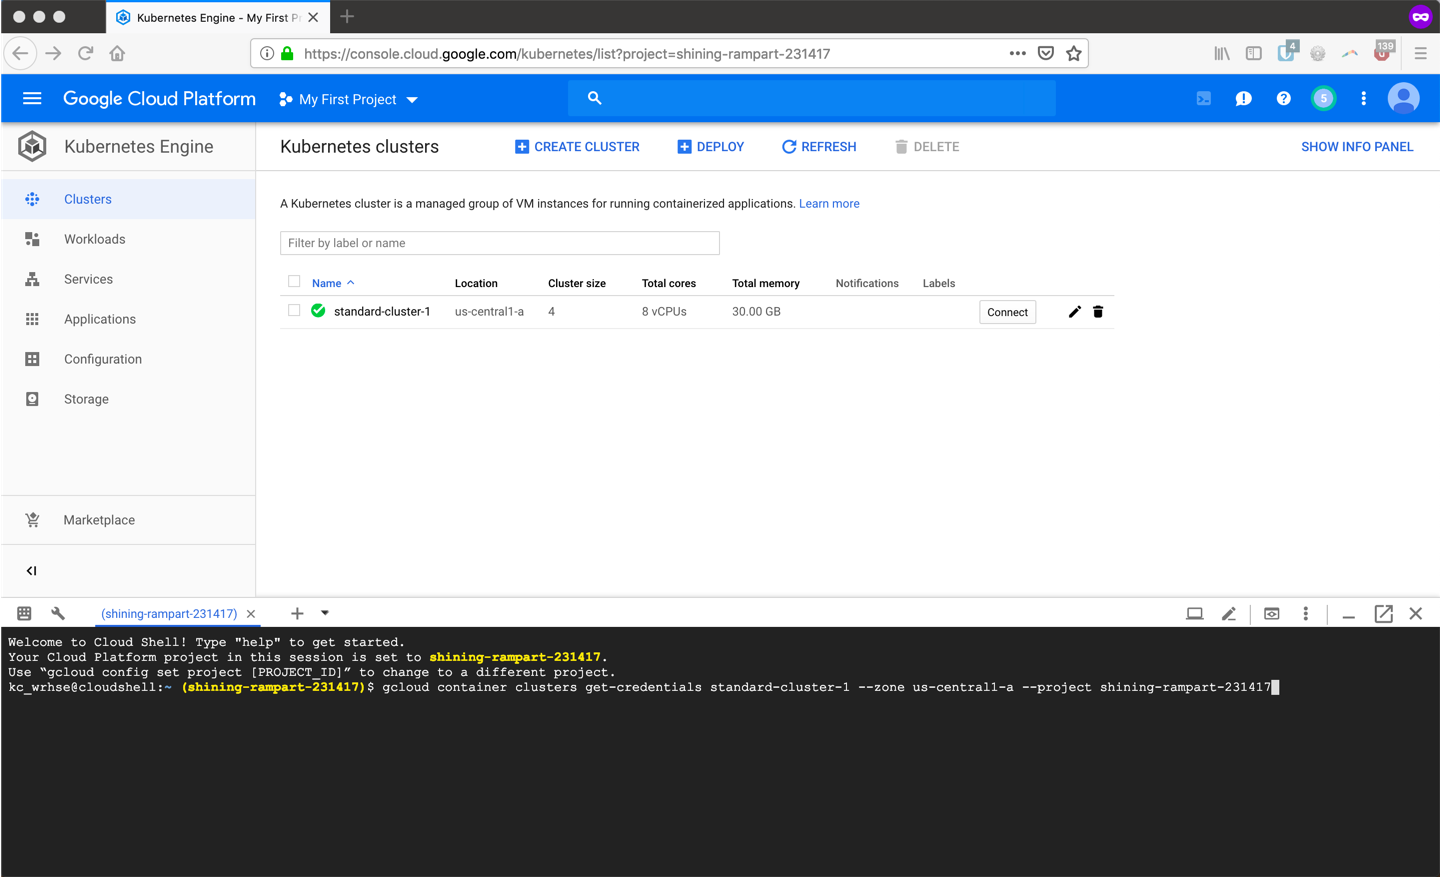 Kubernetes Engine - My First Pr
https://console.cloud.google.com/kubernetes/list?project=shining-rampart-231417
4
139
Google Cloud Platform
My First Project
5
Kubernetes Engine
Kubernetes clusters
CREATE CLUSTER
DEPLOY
REFRESH
DELETE
SHOW INFO PANEL
Clusters
Workloads
Services
Applications
Configuration
Storage
Marketplace
A Kubernetes cluster is a managed group of VM instances for running containerized applications. Learn more
Filter by label or name
Name Location Cluster size Total cores Total memory Notifications Labels
standard-cluster-1 us-central1-a 4 8 vCPUs 30.00 GB Connect
(shining-rampart-231417)
Welcome to Cloud Shell! Type "help" to get started.
Your Cloud Platform project in this session is set to shining-rampart-231417.
Use “gcloud config set project [PROJECT_ID]” to change to a different project.
kc_wrhse@cloudshell:~ (shining-rampart-231417)$ gcloud container clusters get-credentials standard-cluster-1 --zone us-central1-a --project shining-rampart-231417